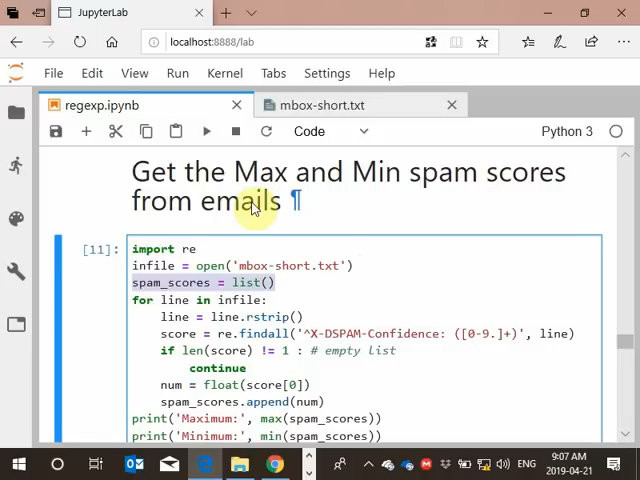 JupyterLab
localhost:8888/lab
File Edit View Run Kernel Tabs Settings Help
regexp.ipynb mbox-short.txt
Code Python 3
Get the Max and Min spam scores
from emails ¶
[11]: import re
infile = open('mbox-short.txt')
spam_scores = list()
for line in infile:
line = line.rstrip()
score = re.findall('^X-DSPAM-Confidence: ([0-9.]+)', line)
if len(score) != 1 : # empty list
continue
num = float(score[0])
spam_scores.append(num)
print('Maximum:', max(spam_scores))
print('Minimum:', min(spam_scores))
ENG 9:07 AM
2019-04-21